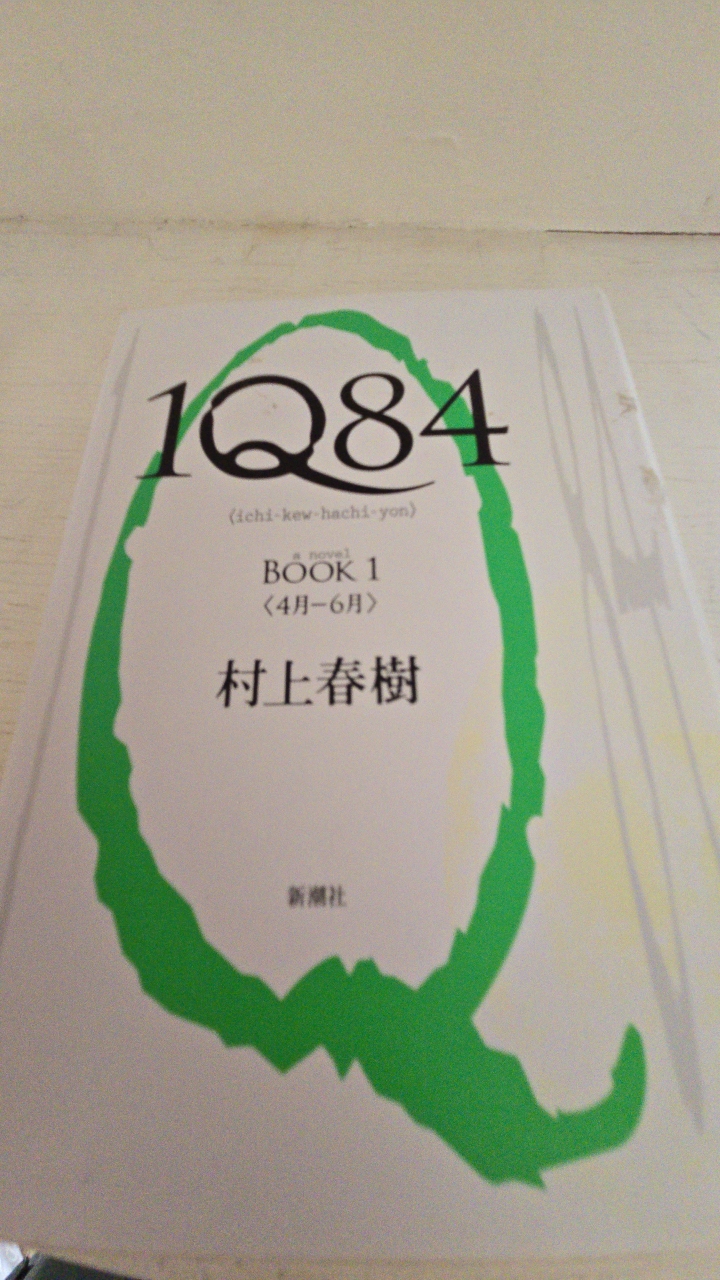 1Q84
〈ichi-kew-hachi-yon〉
a novel
BOOK 1
〈4月−6月〉
村上春樹
新潮社